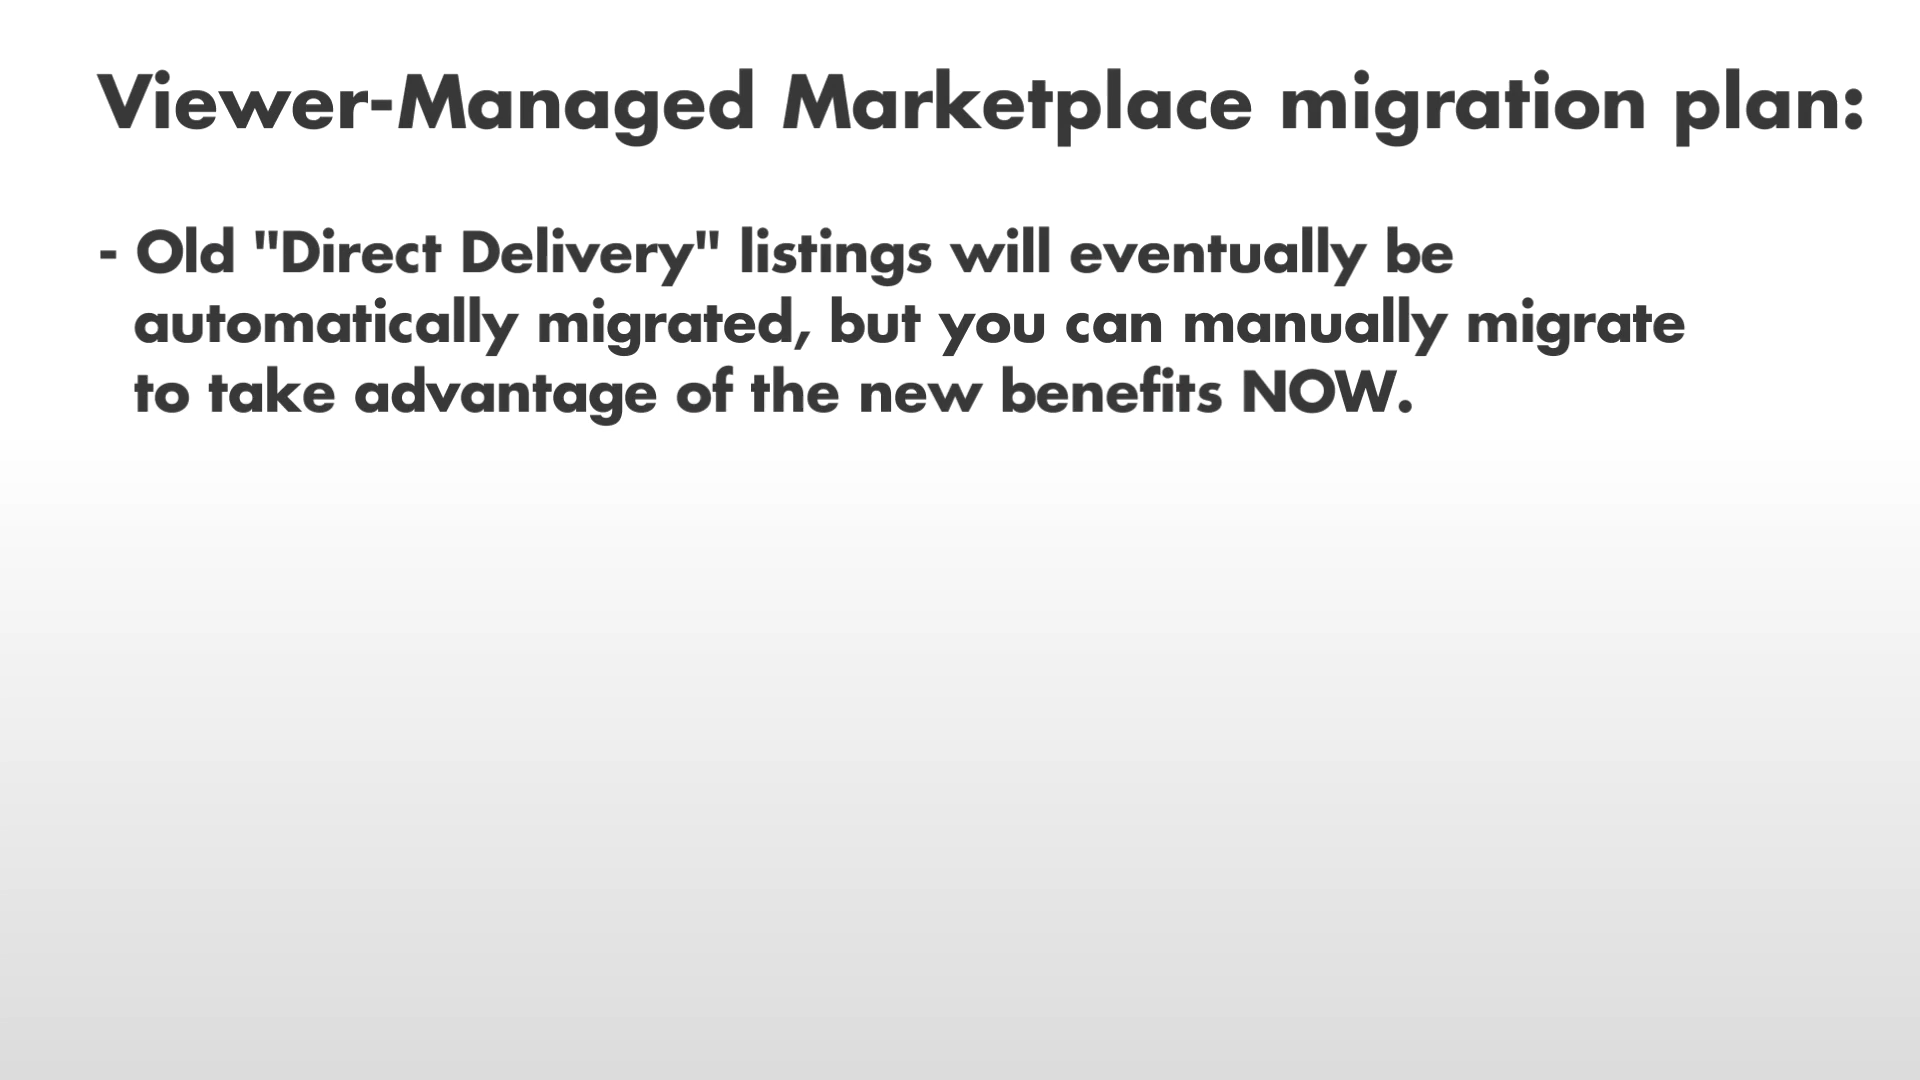 Viewer-Managed Marketplace migration plan:
- Old "Direct Delivery" listings will eventually be
automatically migrated, but you can manually migrate
to take advantage of the new benefits NOW.